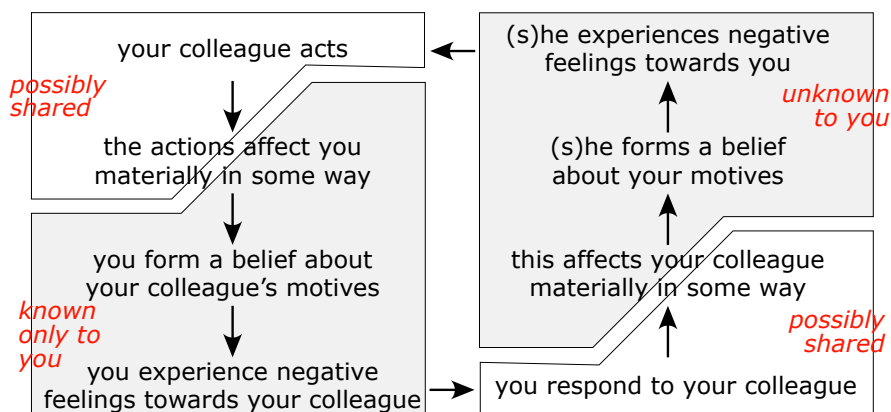 your colleague acts
possibly
shared
the actions affect you
materially in some way
you form a belief about
your colleague's motives
known
only to
you
you experience negative
feelings towards your colleague
you respond to your colleague
possibly
shared
this affects your colleague
materially in some way
(s)he forms a belief
about your motives
unknown
to you
(s)he experiences negative
feelings towards you